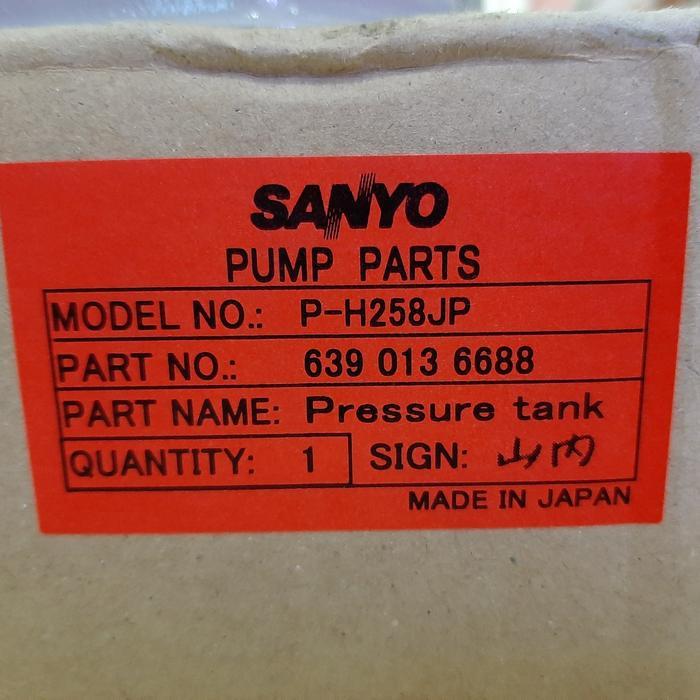 SANYO
PUMP PARTS
MODEL NO.: P-H258JP
PART NO.: 639 013 6688
PART NAME: Pressure tank
QUANTITY: 1 SIGN: 山内
MADE IN JAPAN